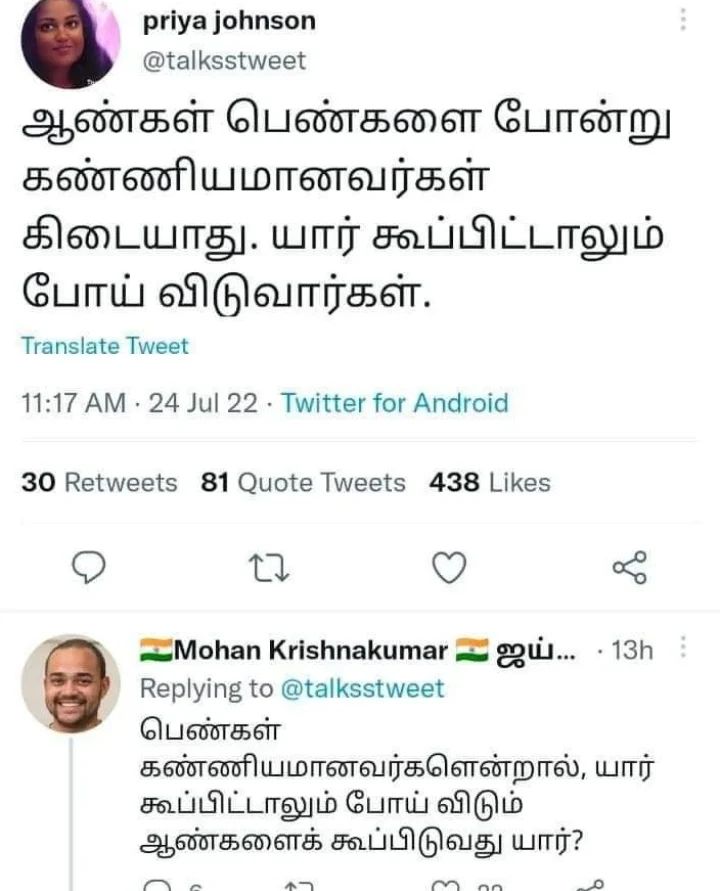 priya johnson
@talksstweet
ஆண்கள் பெண்களை போன்று
கண்ணியமானவர்கள்
கிடையாது. யார் கூப்பிட்டாலும்
போய் விடுவார்கள்.
Translate Tweet
11:17 AM · 24 Jul 22 · Twitter for Android
30 Retweets 81 Quote Tweets 438 Likes
🇮🇳Mohan Krishnakumar 🇮🇳 ஜய்... · 13h
Replying to @talksstweet
பெண்கள்
கண்ணியமானவர்களென்றால், யார்
கூப்பிட்டாலும் போய் விடும்
ஆண்களைக் கூப்பிடுவது யார்?